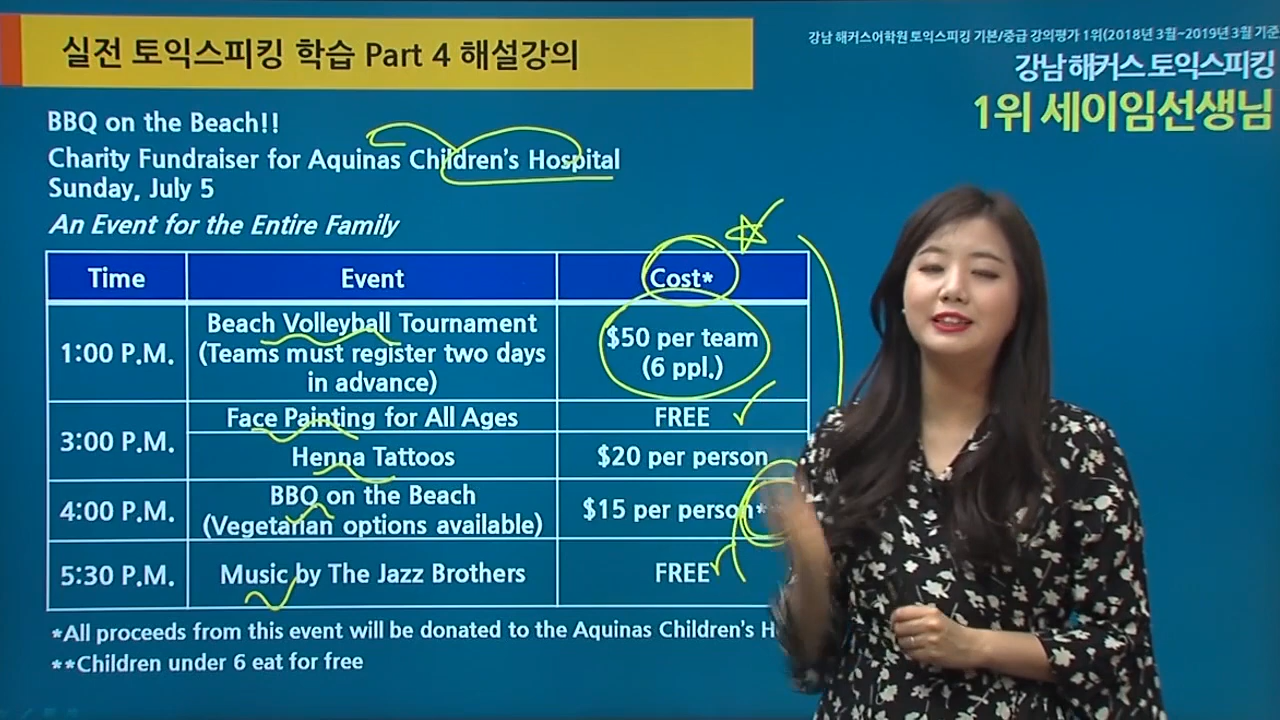 실전 토익스피킹 학습 Part 4 해설강의
강남 해커스어학원 토익스피킹 기본/중급 강의평가 1위(2018년 3월~2019년 3월 기준
강남 해커스 토익스피킹
1위 세이임선생님
BBQ on the Beach!!
Charity Fundraiser for Aquinas Children's Hospital
Sunday, July 5
An Event for the Entire Family
Time Event Cost*
1:00 P.M. Beach Volleyball Tournament
(Teams must register two days
in advance)
$50 per team
(6 ppl.)
3:00 P.M. Face Painting for All Ages FREE
Henna Tattoos $20 per person
4:00 P.M. BBQ on the Beach
(Vegetarian options available)
$15 per person*
5:30 P.M. Music by The Jazz Brothers FREE
*All proceeds from this event will be donated to the Aquinas Children's H
**Children under 6 eat for free